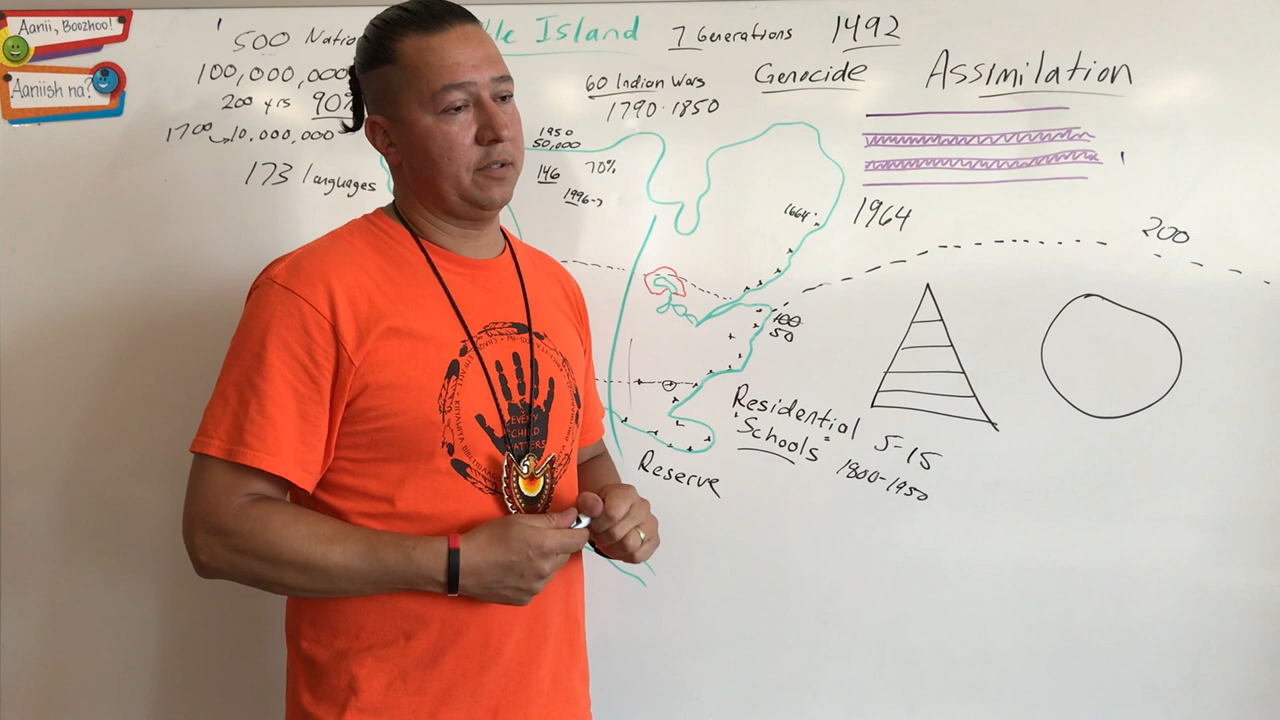 Aanii, Boozhoo!
Aaniish na?
500 Natio
100,000,000
200 yrs 90%
1700 10,000,000
173 languages
tle Island
7 Generations
1492
60 Indian Wars
1790-1850
Genocide
Assimilation
1950
50,000
146
70%
1996→
1664
1964
200
100
50
Residential
Schools
5-15
1800-1950
Reserve
EVERY
CHILD
MATTERS